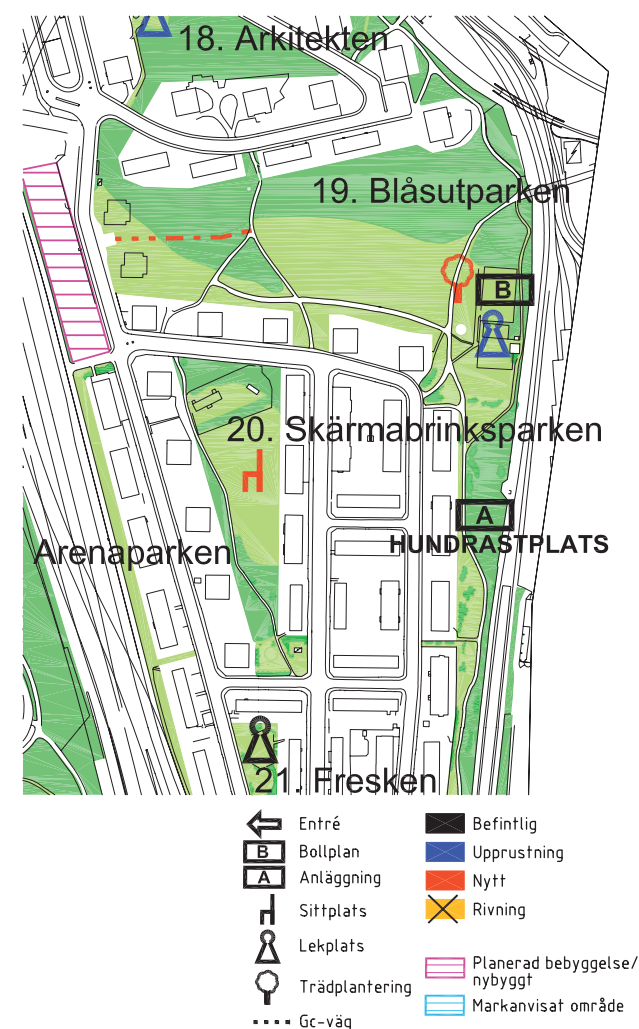 18. Arkitekten
19. Blåsutparken
B
20. Skärmabrinksparken
A
HUNDRASTPLATS
Arenaparken
21. Fresken
Entré
B Bollplan
A Anläggning
Sittplats
Lekplats
Trädplantering
Gc-väg
Befintlig
Upprustning
Nytt
Rivning
Planerad bebyggelse/
nybyggt
Markanvisat område